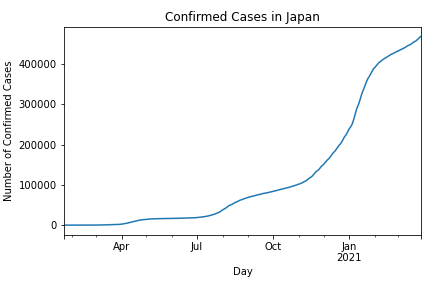 Confirmed Cases in Japan
Number of Confirmed Cases
400000
300000
200000
100000
0
Apr
Jul
Oct
Jan
2021
Day